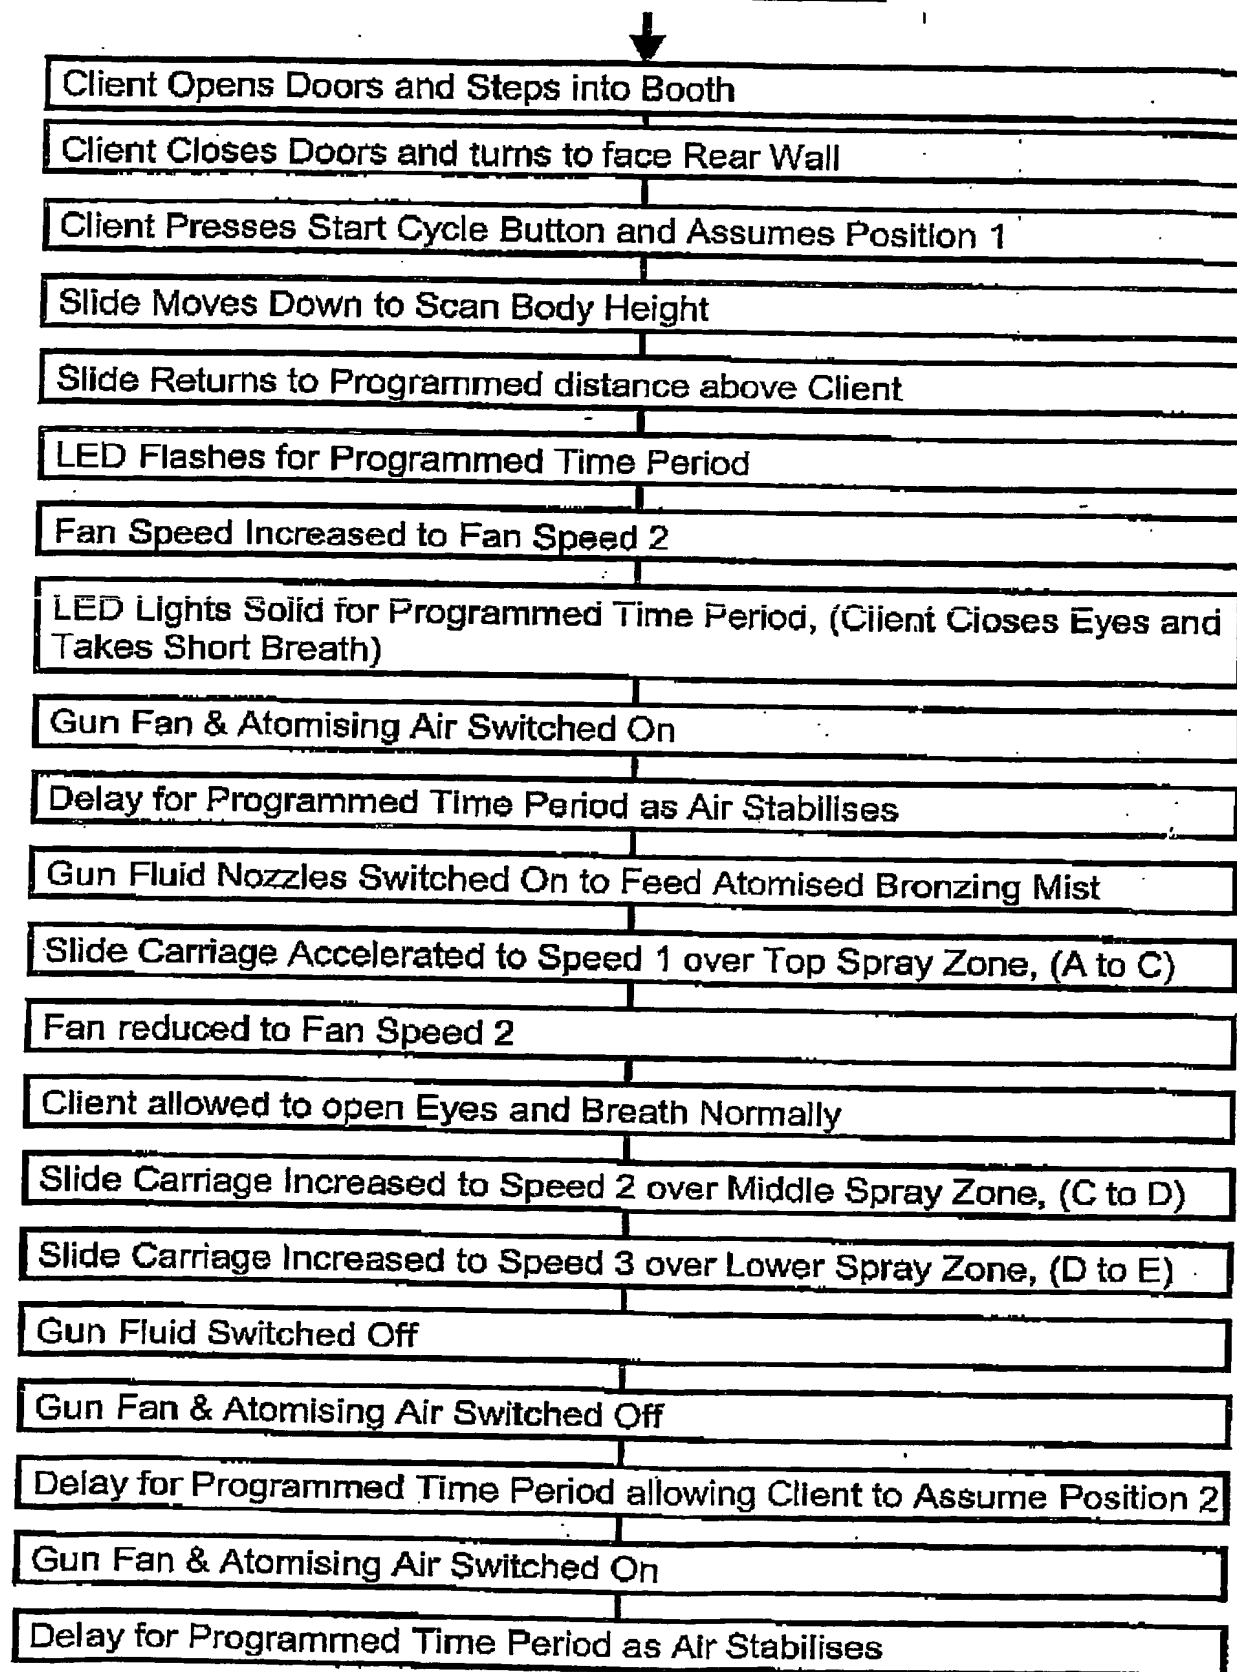 Client Opens Doors and Steps into Booth
Client Closes Doors and turns to face Rear Wall
Client Presses Start Cycle Button and Assumes Position 1
Slide Moves Down to Scan Body Height
Slide Returns to Programmed distance above Client
LED Flashes for Programmed Time Period
Fan Speed Increased to Fan Speed 2
LED Lights Solid for Programmed Time Period, (Client Closes Eyes and
Takes Short Breath)
Gun Fan & Atomising Air Switched On
Delay for Programmed Time Period as Air Stabilises
Gun Fluid Nozzles Switched On to Feed Atomised Bronzing Mist
Slide Carriage Accelerated to Speed 1 over Top Spray Zone, (A to C)
Fan reduced to Fan Speed 2
Client allowed to open Eyes and Breath Normally
Slide Carriage Increased to Speed 2 over Middle Spray Zone, (C to D)
Slide Carriage Increased to Speed 3 over Lower Spray Zone, (D to E)
Gun Fluid Switched Off
Gun Fan & Atomising Air Switched Off
Delay for Programmed Time Period allowing Client to Assume Position 2
Gun Fan & Atomising Air Switched On
Delay for Programmed Time Period as Air Stabilises